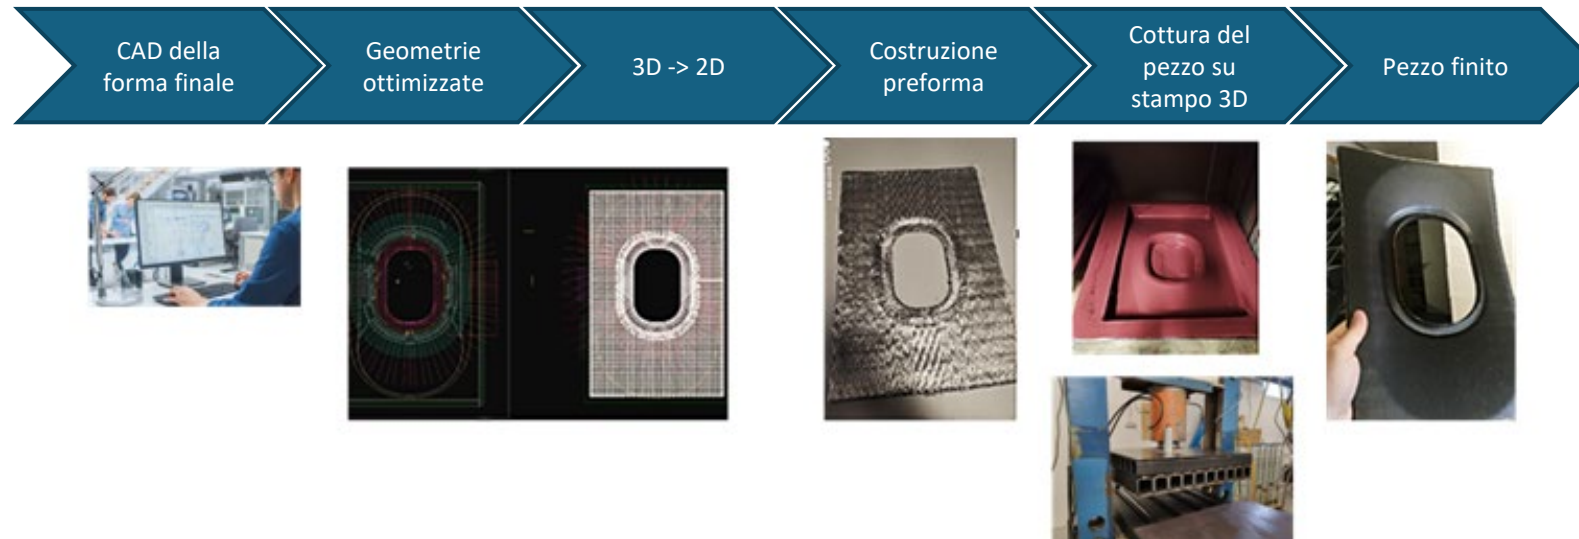 CAD della
forma finale
Geometrie
ottimizzate
3D -> 2D
Costruzione
preforma
Cottura del
pezzo su
stampo 3D
Pezzo finito